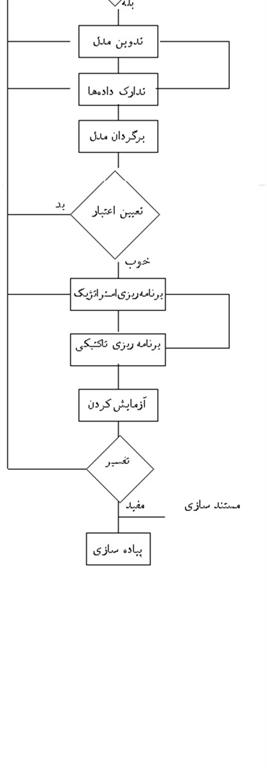 بله
تدوین مدل
تدارک داده‌ها
برگردان مدل
تعیین اعتبار
بد
خوب
برنامه‌ریزی استراتژیک
برنامه ریزی تاکتیکی
آزمایش کردن
تفسیر
مفید
مستند سازی
پیاده سازی